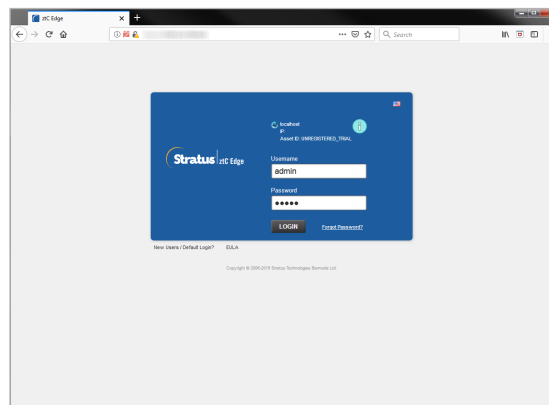 ztC Edge
Search
localhost
IP:
Asset ID: UNREGISTERED_TRIAL
Stratus ztC Edge
Username
admin
Password
LOGIN
Forgot Password?
New Users / Default Login?
EULA
Copyright © 2008-2019 Stratus Technologies Bermuda Ltd.